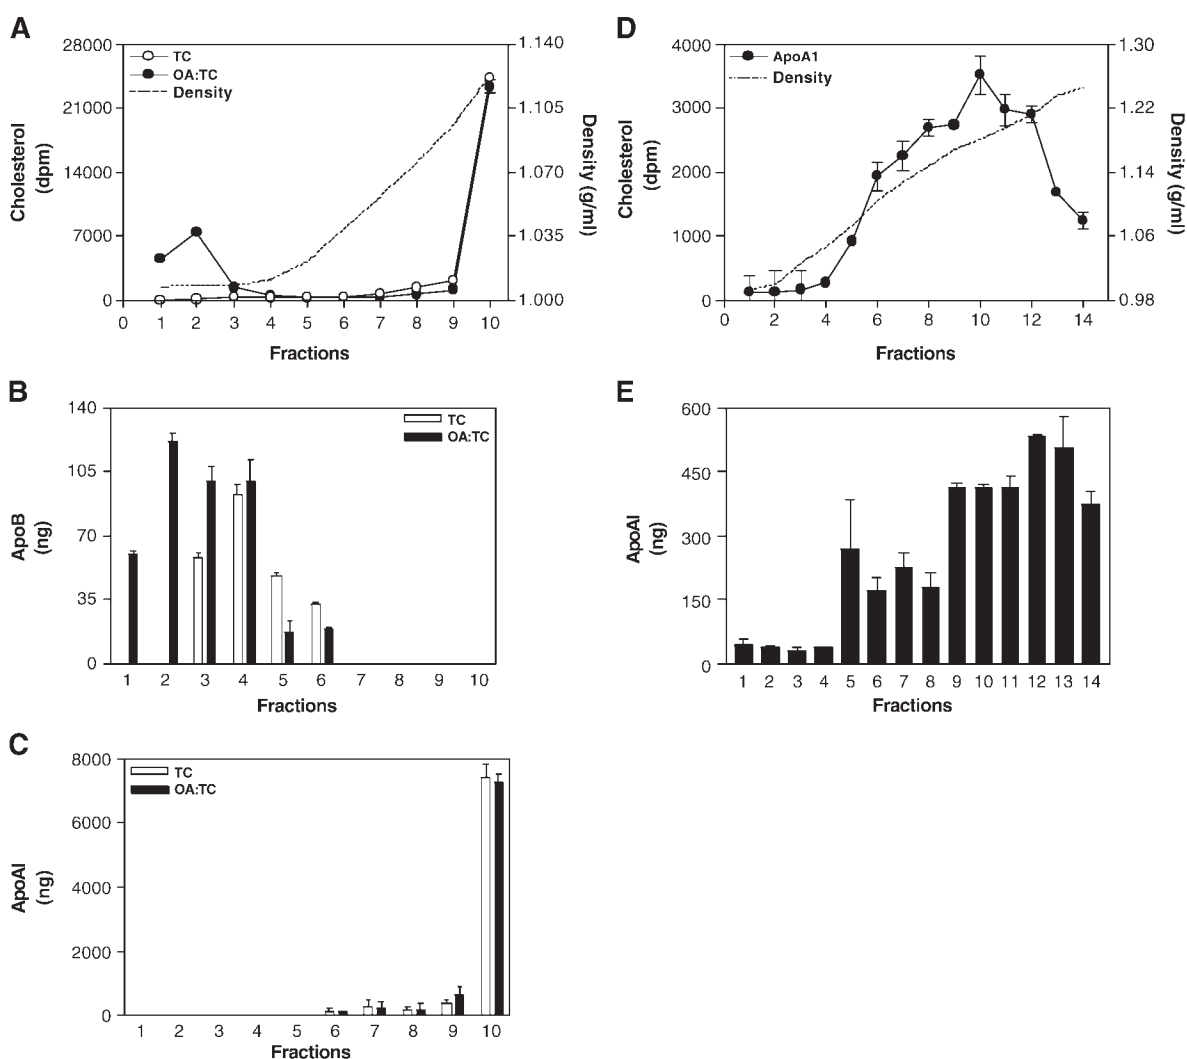 A
28000
21000
14000
7000
0
Cholesterol
(dpm)
TC
OA:TC
Density
1.140
1.105
1.070
1.035
1.000
Density (g/ml)
0 1 2 3 4 5 6 7 8 9 10
Fractions
D
4000
3000
2000
1000
0
Cholesterol
(dpm)
ApoA1
Density
1.30
1.22
1.14
1.06
0.98
Density (g/ml)
0 2 4 6 8 10 12 14
Fractions
B
140
105
70
35
0
ApoB
(ng)
TC
OA:TC
1 2 3 4 5 6 7 8 9 10
Fractions
E
600
450
300
150
0
ApoAI
(ng)
1 2 3 4 5 6 7 8 9 10 11 12 13 14
Fractions
C
8000
6000
4000
2000
0
ApoAI
(ng)
TC
OA:TC
1 2 3 4 5 6 7 8 9 10
Fractions